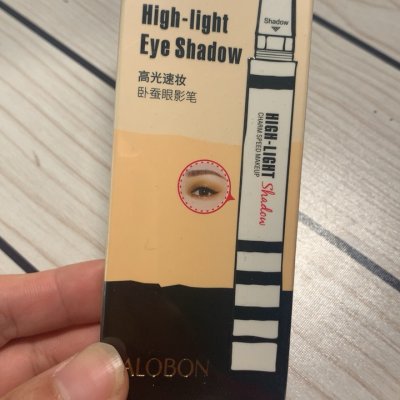 High-light
Eye Shadow
高光速妆
卧蚕眼影笔
Shadow
HIGH-LIGHT
Shadow
CHARM SPEED MAKEUP
ALOBON